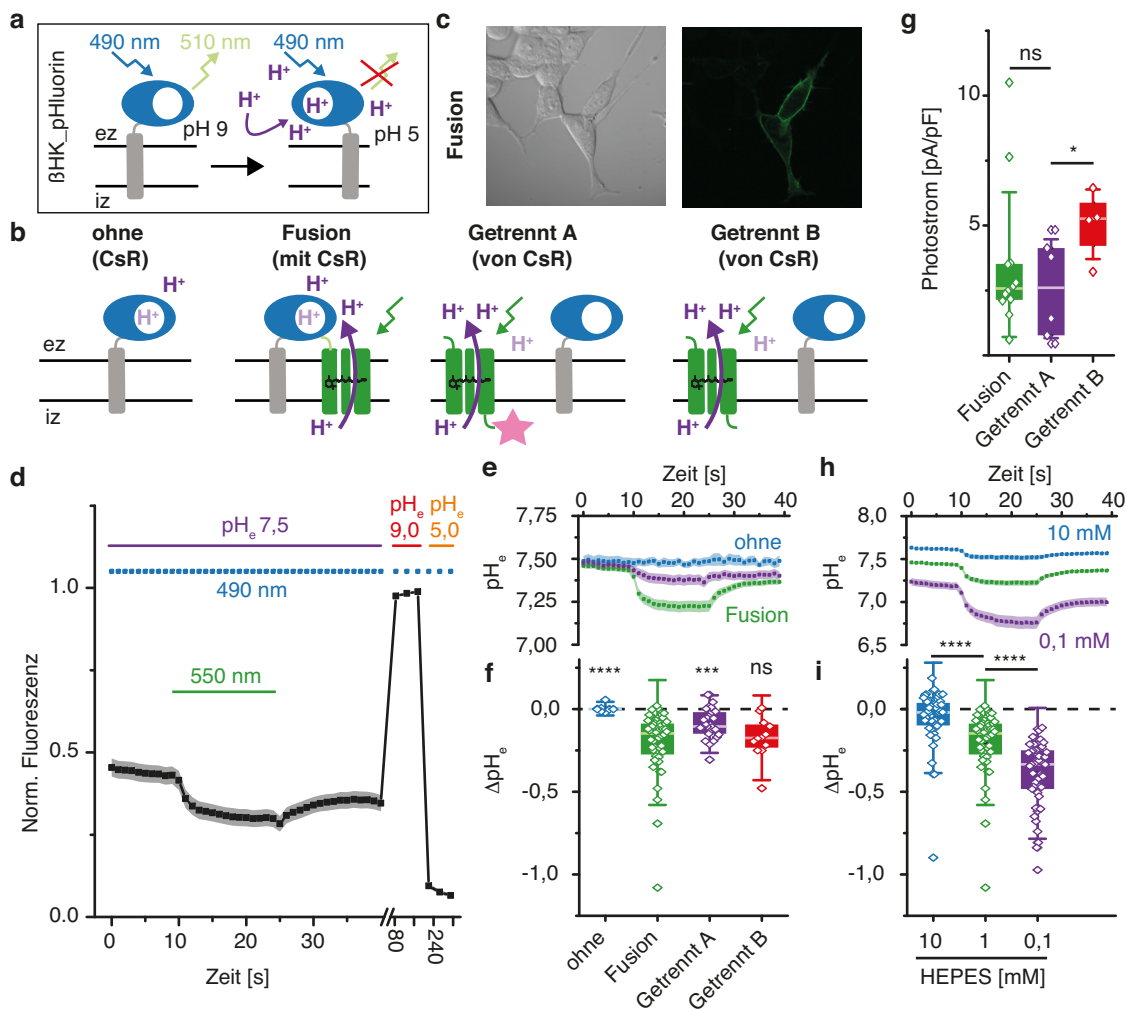 a
490 nm
510 nm
490 nm
H⁺
H⁺
H⁺
H⁺
H⁺
pH 9
pH 5
ez
iz
ßHK_pHluorin
b
ohne
(CsR)
Fusion
(mit CsR)
Getrennt A
(von CsR)
Getrennt B
(von CsR)
H⁺
H⁺
H⁺
H⁺
H⁺
H⁺
H⁺
H⁺
H⁺
H⁺
H⁺
H⁺
H⁺
H⁺
ez
iz
c
Fusion
d
pHₑ 7,5
pHₑ
9,0
pHₑ
5,0
490 nm
550 nm
Norm. Fluoreszenz
1.0
0.5
0.0
0
10
20
30
80
240
Zeit [s]
e
Zeit [s]
0
10
20
30
40
7,75
7,50
7,25
7,00
pHₑ
ohne
Fusion
f
****
***
ns
0,0
-0,5
-1,0
ΔpHₑ
ohne
Fusion
Getrennt A
Getrennt B
g
Photostrom [pA/pF]
10
5
ns
*
Fusion
Getrennt A
Getrennt B
h
Zeit [s]
0
10
20
30
40
8,0
7,5
7,0
6,5
pHₑ
10 mM
0,1 mM
i
****
****
0,0
-0,5
-1,0
ΔpHₑ
10
1
0,1
HEPES [mM]